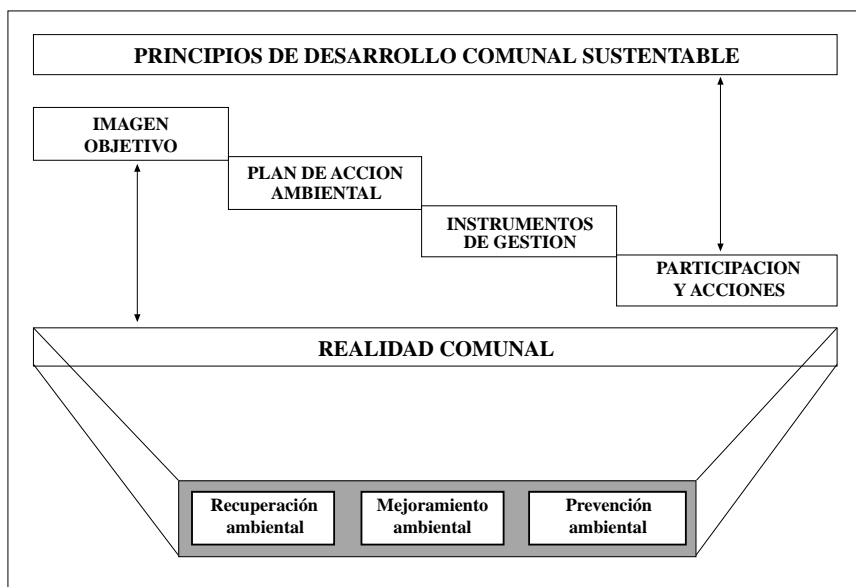 PRINCIPIOS DE DESARROLLO COMUNAL SUSTENTABLE
IMAGEN
OBJETIVO
PLAN DE ACCION
AMBIENTAL
INSTRUMENTOS
DE GESTION
PARTICIPACION
Y ACCIONES
REALIDAD COMUNAL
Recuperación
ambiental
Mejoramiento
ambiental
Prevención
ambiental